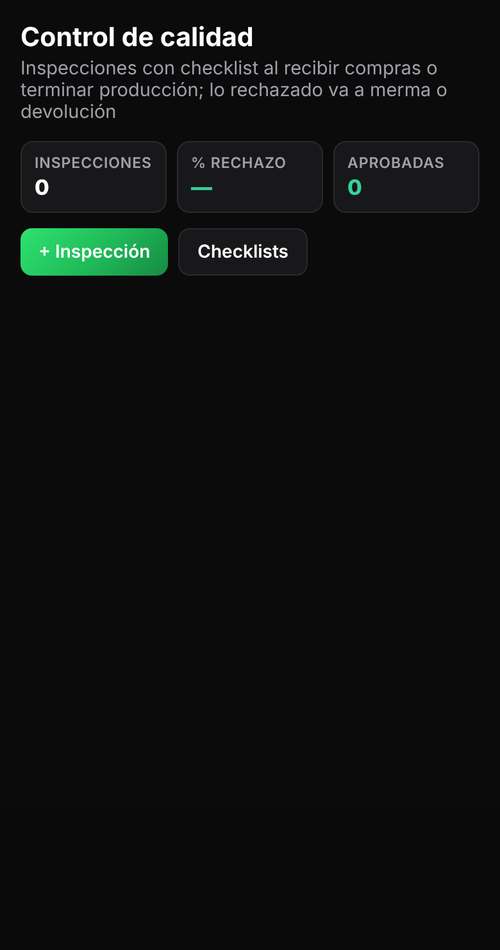 Control de calidad
Inspecciones con checklist al recibir compras o
terminar producción; lo rechazado va a merma o
devolución
INSPECCIONES
0
% RECHAZO
—
APROBADAS
0
+ Inspección
Checklists